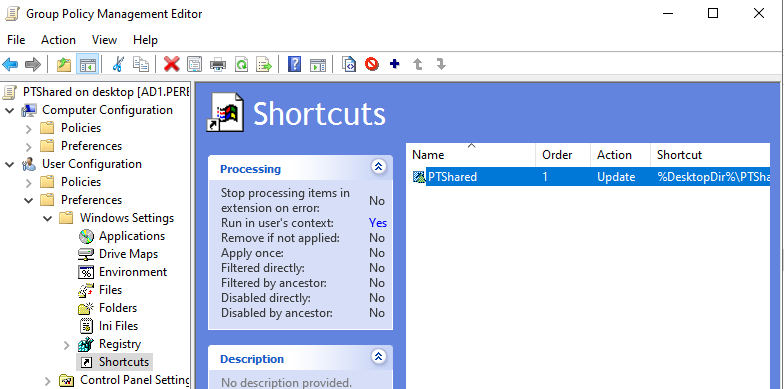 Group Policy Management Editor
File Action View Help
PTShared on desktop [AD1.PERE
Computer Configuration
Policies
Preferences
User Configuration
Policies
Preferences
Windows Settings
Applications
Drive Maps
Environment
Files
Folders
Ini Files
Registry
Shortcuts
Control Panel Setting
Shortcuts
Processing
Stop processing items in
extension on error: No
Run in user's context: Yes
Remove if not applied: No
Apply once: No
Filtered directly: No
Filtered by ancestor: No
Disabled directly: No
Disabled by ancestor: No
Description
No description provided.
Name Order Action Shortcut
PTShared 1 Update %DesktopDir%\PTSha